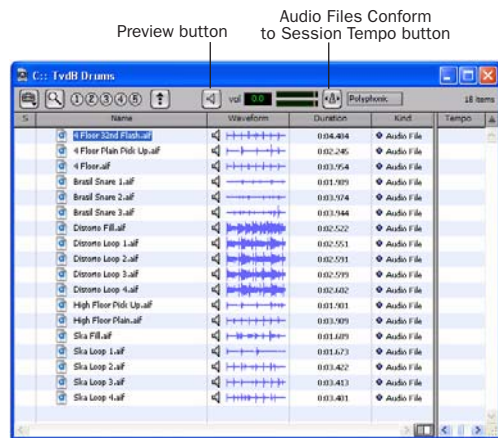 Preview button
Audio Files Conform
to Session Tempo button
C:: TvdB Drums
1 2 3 4 5 vol 0.0 Polyphonic 18 items
S Name Waveform Duration Kind Tempo
4 Floor 32nd Flash.aif 0:04.404 Audio File
4 Floor Plain Pick Up.aif 0:02.245 Audio File
4 Floor.aif 0:03.954 Audio File
Brasil Snare 1.aif 0:01.989 Audio File
Brasil Snare 2.aif 0:03.974 Audio File
Brasil Snare 3.aif 0:03.944 Audio File
Distorto Fill.aif 0:02.522 Audio File
Distorto Loop 1.aif 0:02.551 Audio File
Distorto Loop 2.aif 0:02.591 Audio File
Distorto Loop 3.aif 0:02.599 Audio File
Distorto Loop 4.aif 0:02.602 Audio File
High Floor Pick Up.aif 0:01.901 Audio File
High Floor Plain.aif 0:03.909 Audio File
Ska Fill.aif 0:01.689 Audio File
Ska Loop 1.aif 0:01.673 Audio File
Ska Loop 2.aif 0:03.422 Audio File
Ska Loop 3.aif 0:03.413 Audio File
Ska Loop 4.aif 0:03.401 Audio File